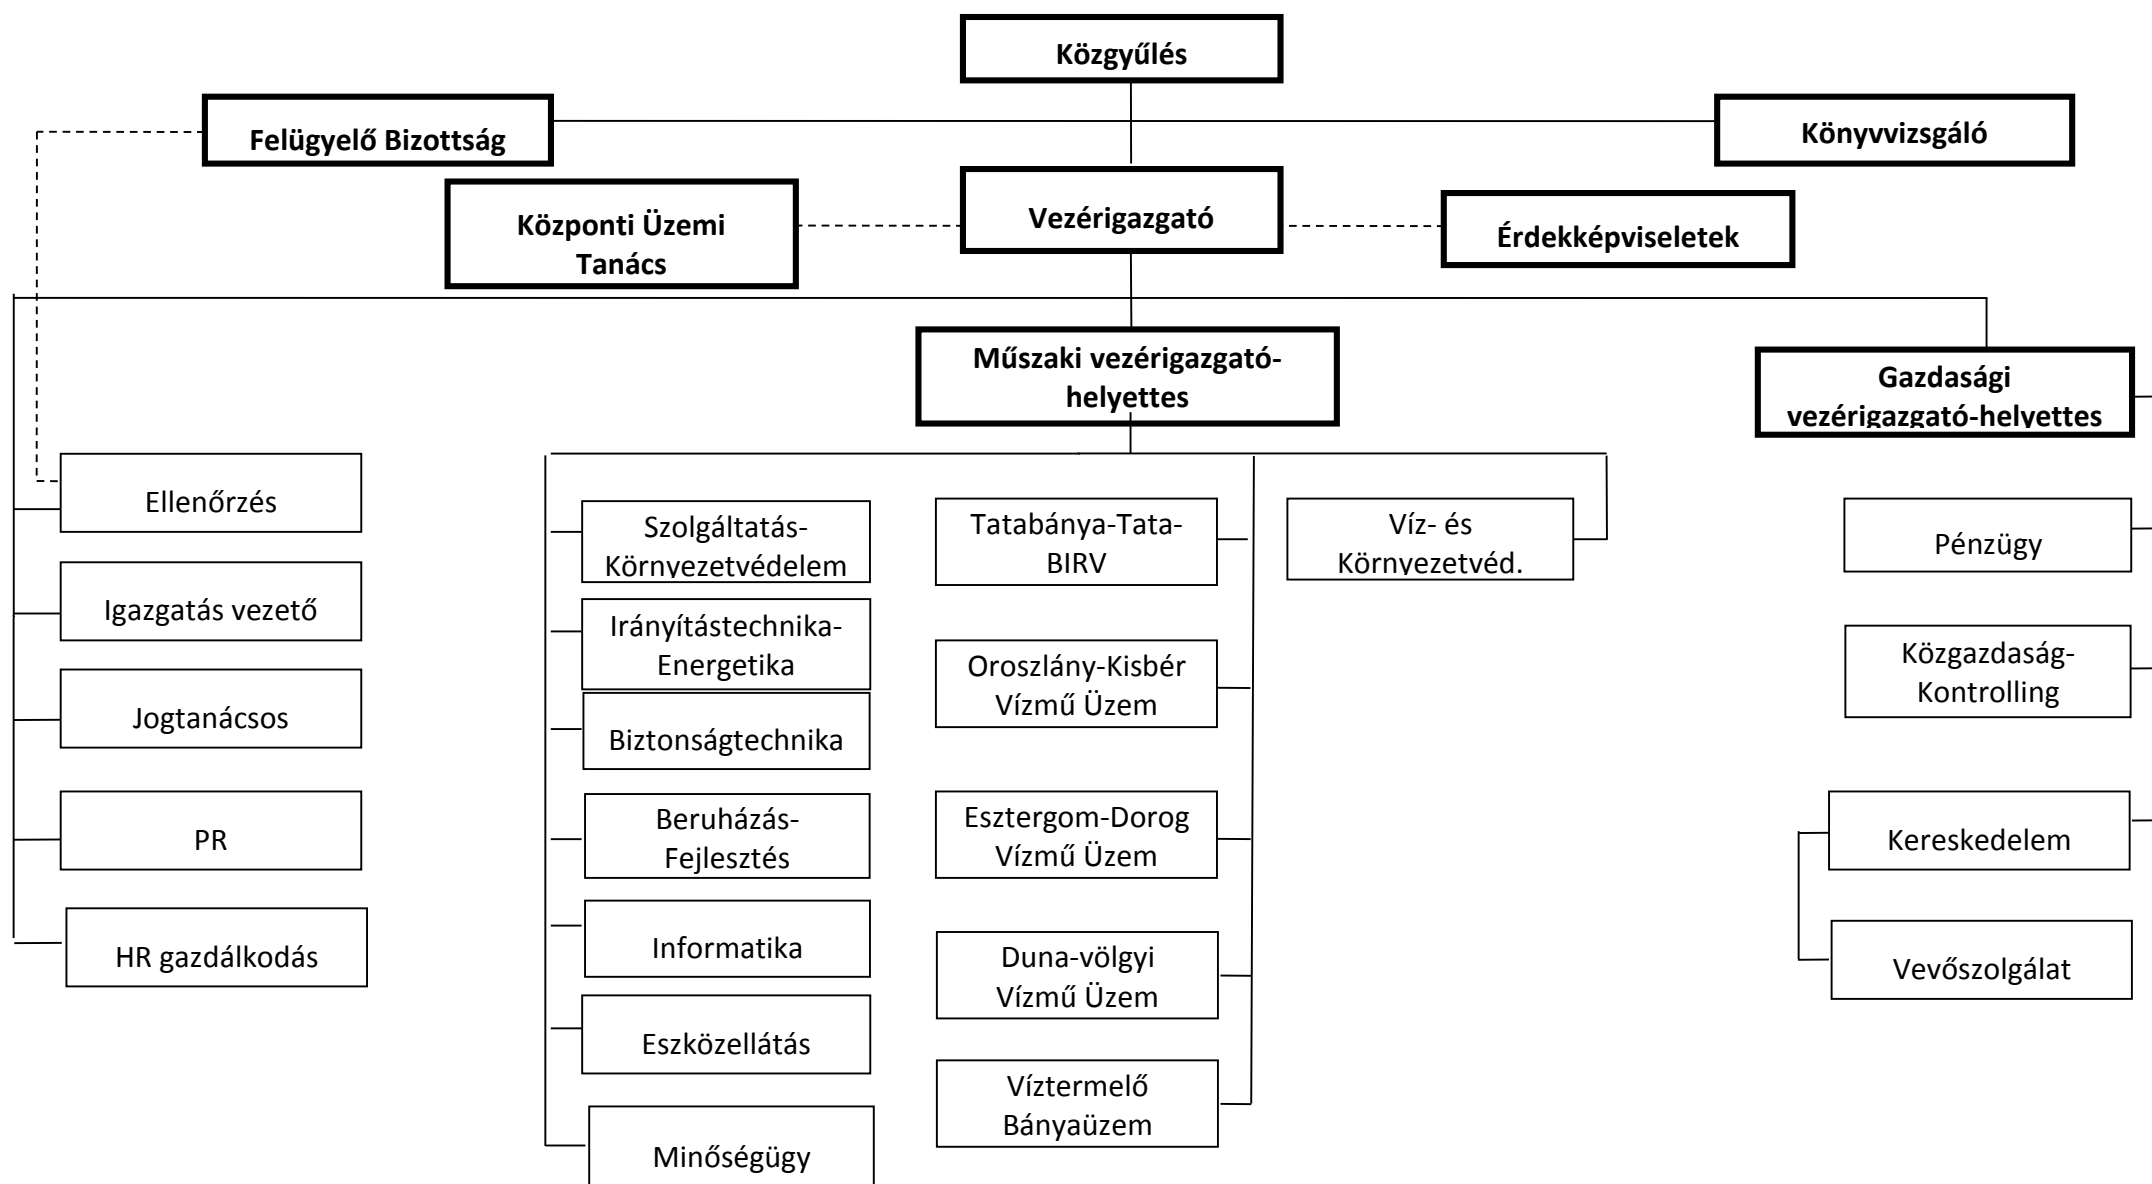 Közgyűlés
Felügyelő Bizottság
Könyvvizsgáló
Központi Üzemi
Tanács
Vezérigazgató
Érdekképviseletek
Műszaki vezérigazgató-
helyettes
Gazdasági
vezérigazgató-helyettes
Ellenőrzés
Igazgatás vezető
Jogtanácsos
PR
HR gazdálkodás
Szolgáltatás-
Környezetvédelem
Irányítástechnika-
Energetika
Biztonságtechnika
Beruházás-
Fejlesztés
Informatika
Eszközellátás
Minőségügy
Tatabánya-Tata-
BIRV
Oroszlány-Kisbér
Vízmű Üzem
Esztergom-Dorog
Vízmű Üzem
Duna-völgyi
Vízmű Üzem
Víztermelő
Bányaüzem
Víz- és
Környezetvéd.
Pénzügy
Közgazdaság-
Kontrolling
Kereskedelem
Vevőszolgálat